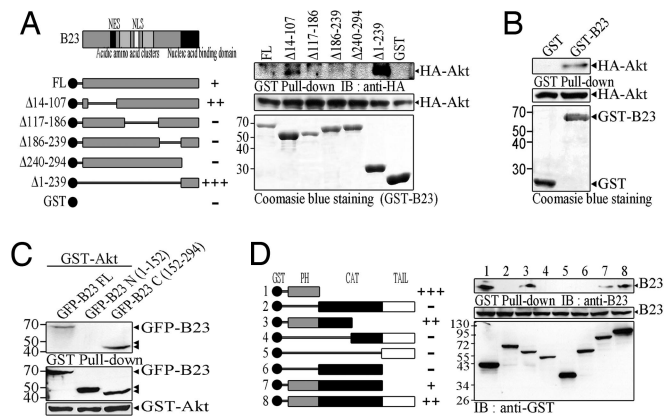 A
NES
NLS
B23
Acidic amino acid clusters
Nucleic acid binding domain
FL +
Δ14-107 ++
Δ117-186 -
Δ186-239 -
Δ240-294 -
Δ1-239 +++
GST -
FL Δ14-107 Δ117-186 Δ186-239 Δ240-294 Δ1-239 GST
HA-Akt
GST Pull-down IB : anti-HA
HA-Akt
70
50
40
30
Coomasie blue staining (GST-B23)
B
GST GST-B23
HA-Akt
GST Pull-down
HA-Akt
70
50
40
30
GST-B23
GST
Coomasie blue staining
C
GST-Akt
GFP-B23 FL
GFP-B23 N (1-152)
GFP-B23 C (152-294)
70
50
40
GFP-B23
GST Pull-down
70
50
40
GFP-B23
GST-Akt
D
GST PH CAT TAIL
1 +++
2 -
3 ++
4 -
5 -
6 -
7 +
8 ++
1 2 3 4 5 6 7 8
B23
GST Pull-down IB : anti-B23
B23
130
95
72
55
43
34
26
IB : anti-GST